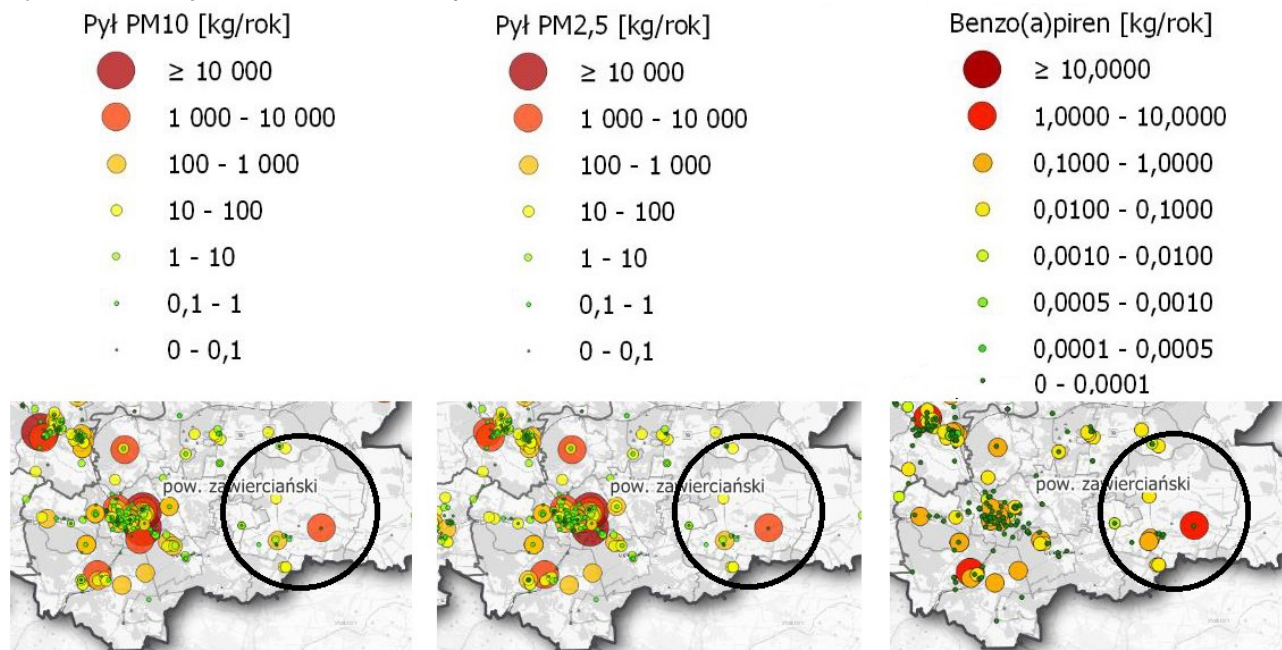 Pył PM10 [kg/rok]
≥ 10 000
1 000 - 10 000
100 - 1 000
10 - 100
1 - 10
0,1 - 1
0 - 0,1
Pył PM2,5 [kg/rok]
≥ 10 000
1 000 - 10 000
100 - 1 000
10 - 100
1 - 10
0,1 - 1
0 - 0,1
Benzo(a)piren [kg/rok]
≥ 10,0000
1,0000 - 10,0000
0,1000 - 1,0000
0,0100 - 0,1000
0,0010 - 0,0100
0,0005 - 0,0010
0,0001 - 0,0005
0 - 0,0001
pow. zawierciański
pow. zawierciański
pow. zawierciański